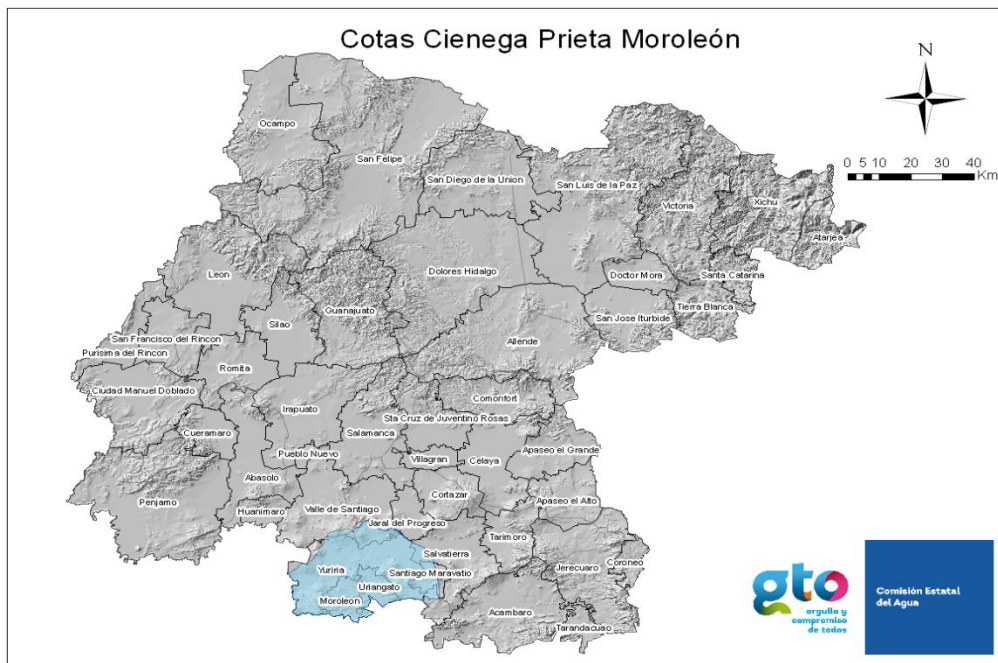 Cotas Cienega Prieta Moroleón
N
0 5 10 20 30 40
Km
Ocampo
San Felipe
San Diego de la Union
San Luis de la Paz
Victoria
Xichu
Atarjea
Leon
Guanajuato
Dolores Hidalgo
Doctor Mora
Santa Catarina
Tierra Blanca
San Jose Iturbide
Silao
San Francisco del Rincon
Purisima del Rincon
Romita
Allende
Ciudad Manuel Doblado
Irapuato
Comonfort
Sta Cruz de Juventino Rosas
Salamanca
Cueramaro
Pueblo Nuevo
Villagran
Celaya
Apaseo el Grande
Abasolo
Penjamo
Huanimaro
Valle de Santiago
Cortazar
Apaseo el Alto
Jaral del Progreso
Tarimoro
Salvatierra
Yuriria
Santiago Maravatio
Uriangato
Moroleon
Jerecuaro
Coroneo
Acambaro
Tarandacuao
gto
orgullo y
compromiso
de todos
Comisión Estatal
del Agua